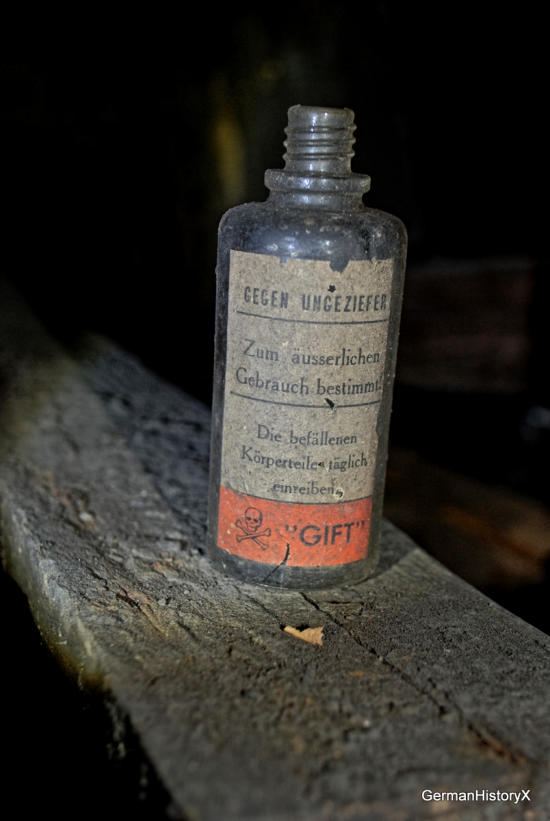 GEGEN UNGEZIEFER
Zum äusserlichen
Gebrauch bestimmt!
Die befallenen
Körperteile täglich
einreiben.
"GIFT"
GermanHistoryX